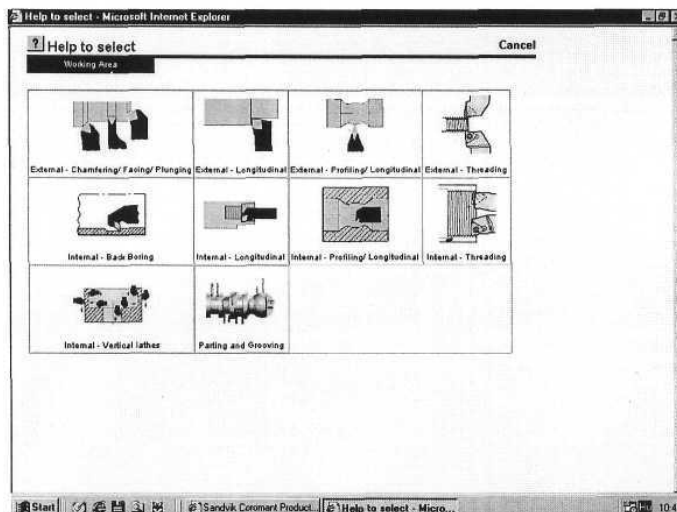 Help to select - Microsoft Internet Explorer
? Help to select
Cancel
Working Area
External - Chamfering/ Facing/ Plunging
External - Longitudinal
External - Profiling/ Longitudinal
External - Threading
Internal - Back Boring
Internal - Longitudinal
Internal - Profiling/ Longitudinal
Internal - Threading
Internal - Vertical lathes
Parting and Grooving
Start
Sandvik Coromant Product...
Help to select - Micro...